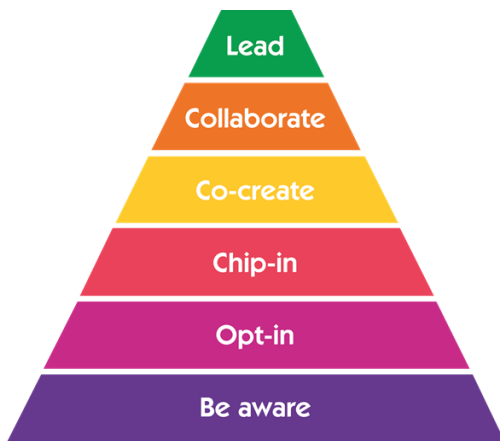 Lead
Collaborate
Co-create
Chip-in
Opt-in
Be aware